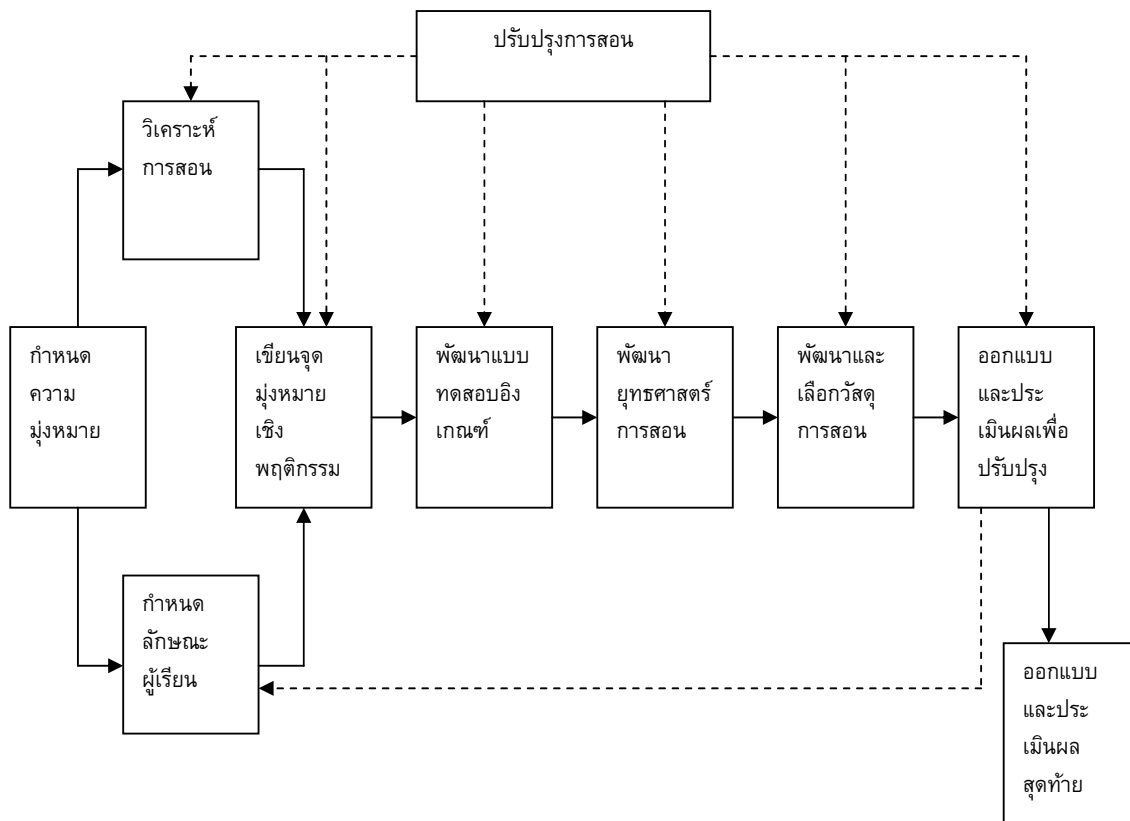 ปรับปรุงการสอน
วิเคราะห์
การสอน
กำหนด
ความ
มุ่งหมาย
เขียนจุด
มุ่งหมาย
เชิง
พฤติกรรม
พัฒนาแบบ
ทดสอบอิง
เกณฑ์
พัฒนา
ยุทธศาสตร์
การสอน
พัฒนาและ
เลือกวัสดุ
การสอน
ออกแบบ
และประ
เมินผลเพื่อ
ปรับปรุง
กำหนด
ลักษณะ
ผู้เรียน
ออกแบบ
และประ
เมินผล
สุดท้าย